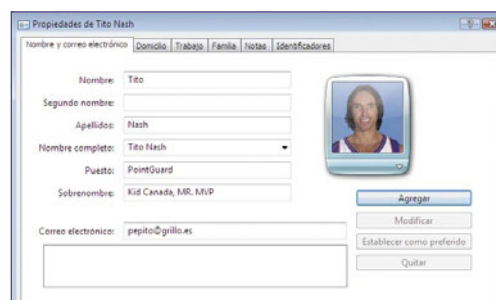 Propiedades de Tito Nash
Nombre y correo electrónico Domicilio Trabajo Familia Notas Identificadores
Nombre: Tito
Segundo nombre:
Apellidos: Nash
Nombre completo: Tito Nash
Puesto: PointGuard
Sobrenombre: Kid Canada, MR. MVP
Agregar
Modificar
Correo electrónico: pepito@grillo.es
Establecer como preferido
Quitar